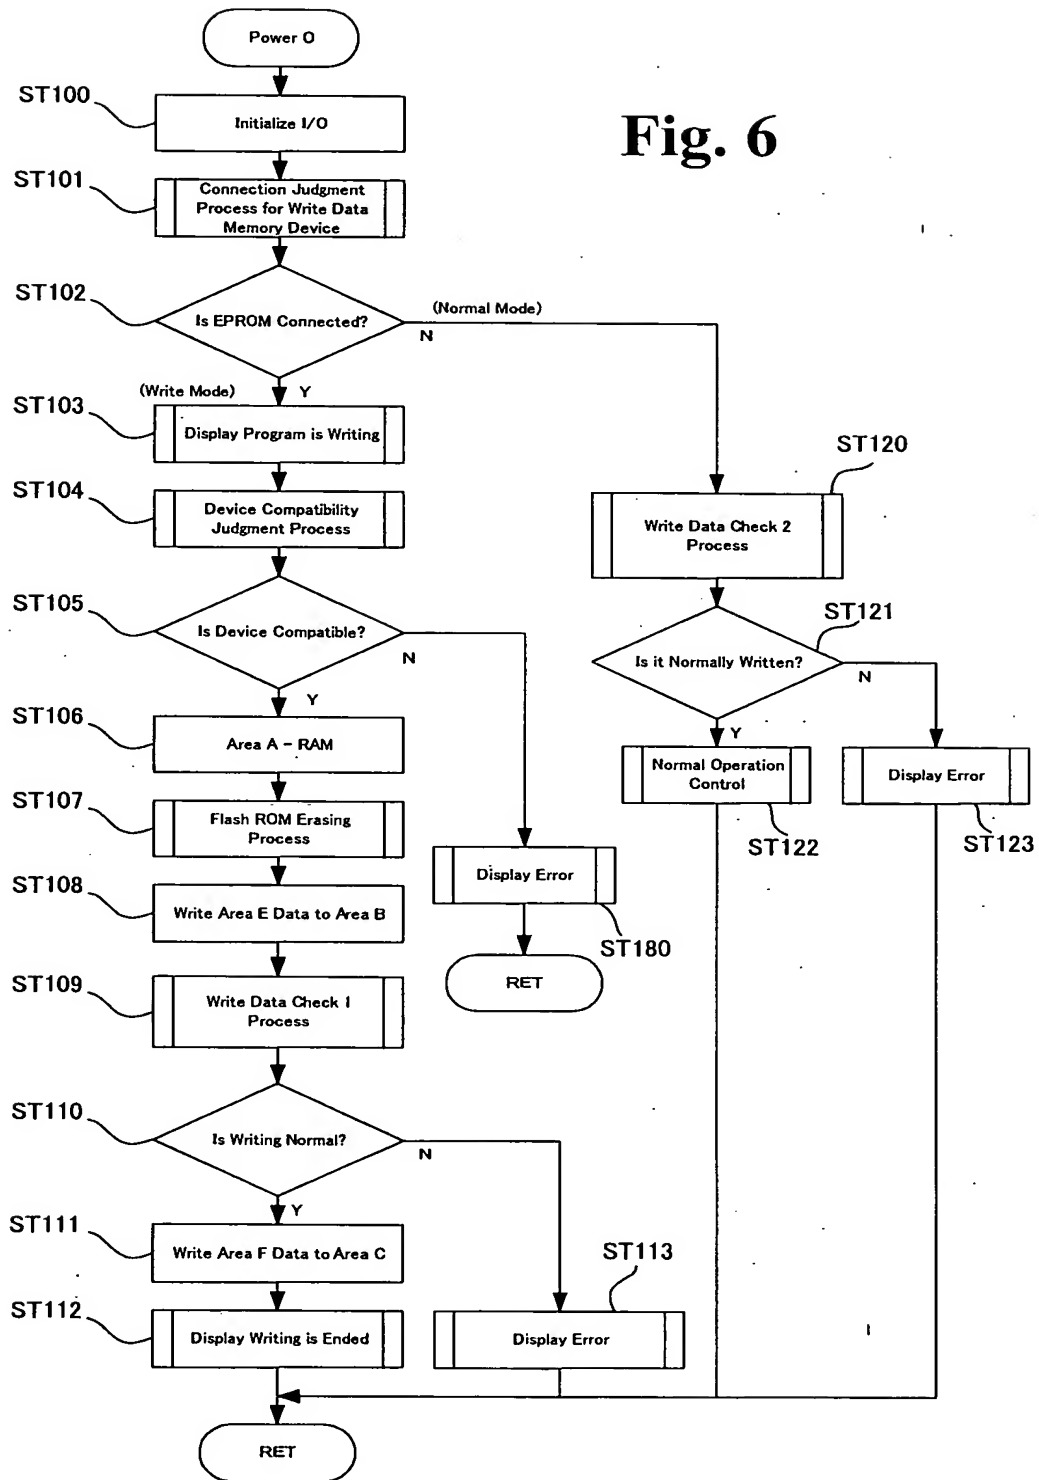 Fig. 6
Power O
ST100
Initialize I/O
ST101
Connection Judgment
Process for Write Data
Memory Device
ST102
Is EPROM Connected?
(Normal Mode)
N
(Write Mode)
Y
ST103
Display Program is Writing
ST104
Device Compatibility
Judgment Process
ST105
Is Device Compatible?
N
Y
ST106
Area A - RAM
ST107
Flash ROM Erasing
Process
ST108
Write Area E Data to Area B
ST109
Write Data Check 1
Process
ST110
Is Writing Normal?
N
Y
ST111
Write Area F Data to Area C
ST112
Display Writing is Ended
RET
Display Error
ST180
RET
ST113
Display Error
ST120
Write Data Check 2
Process
ST121
Is it Normally Written?
N
Y
Normal Operation
Control
ST122
Display Error
ST123